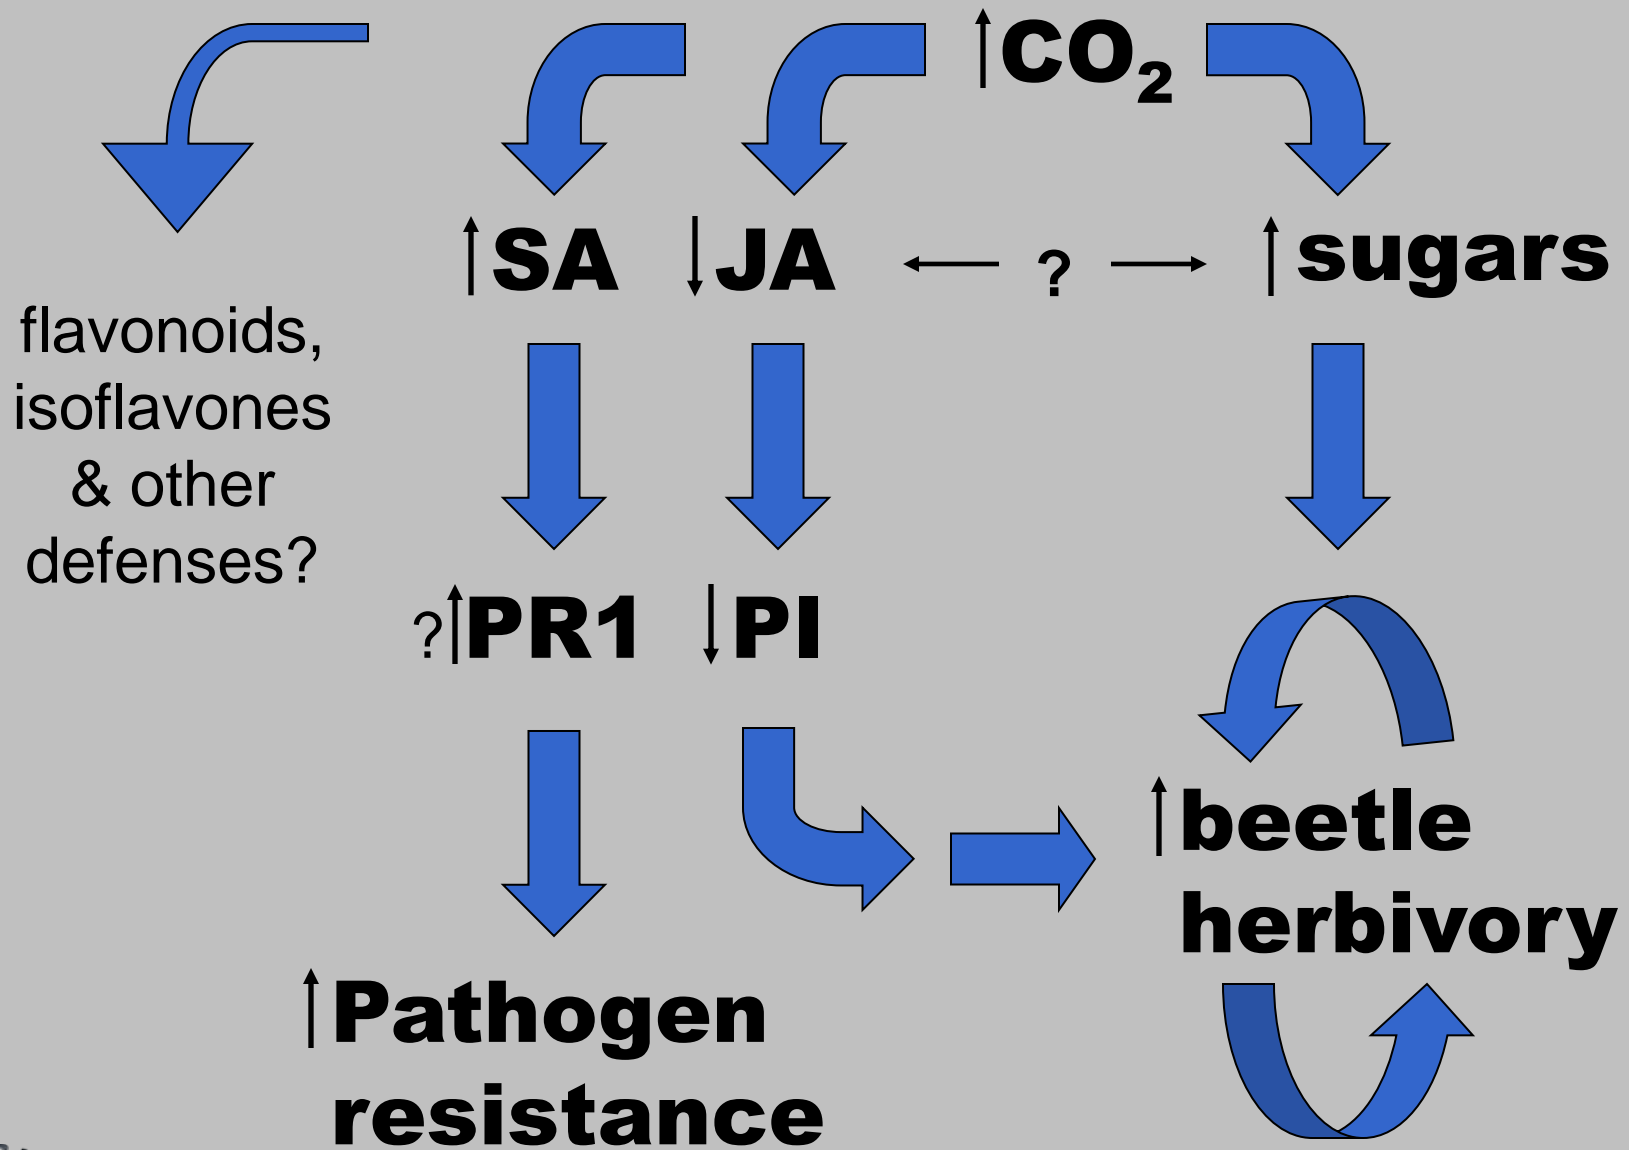 ↑CO₂
↑SA ↓JA ← ? → ↑sugars
flavonoids,
isoflavones
& other
defenses?
?↑PR1 ↓PI
↑beetle
herbivory
↑Pathogen
resistance